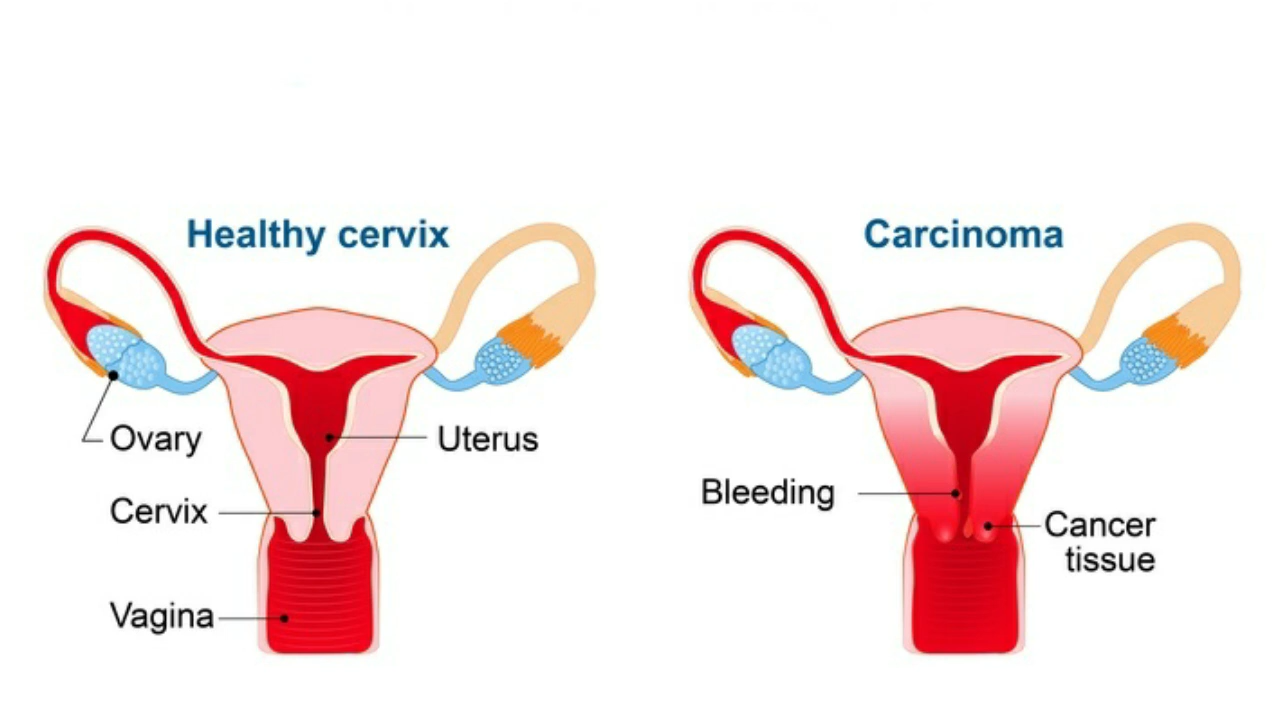 Healthy cervix
Ovary
Uterus
Cervix
Vagina
Carcinoma
Bleeding
Cancer
tissue